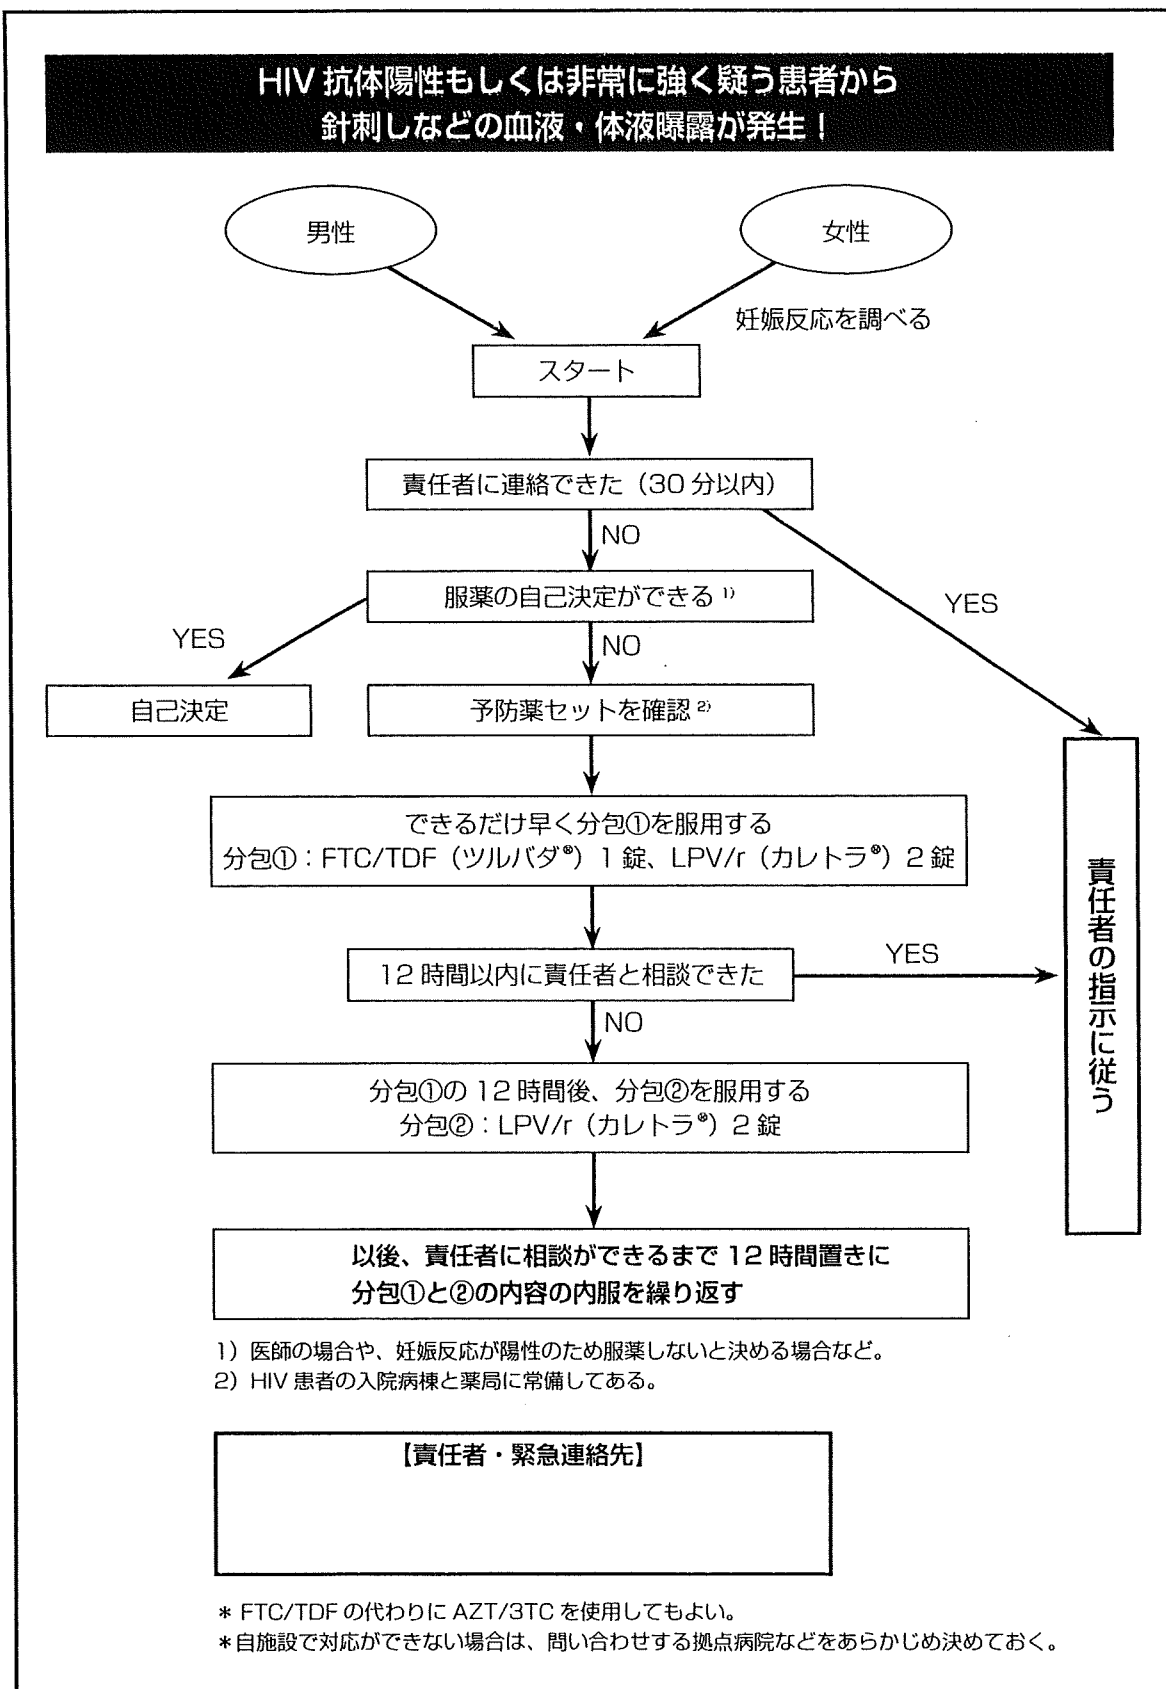 HIV 抗体陽性もしくは非常に強く疑う患者から
針刺しなどの血液・体液曝露が発生！
男性
女性
妊娠反応を調べる
スタート
責任者に連絡できた（30 分以内）
NO
YES
服薬の自己決定ができる 1)
YES
NO
自己決定
予防薬セットを確認 2)
できるだけ早く分包①を服用する
分包①：FTC/TDF（ツルバダ®）1 錠、LPV/r（カレトラ®）2 錠
12 時間以内に責任者と相談できた
YES
NO
責任者の指示に従う
分包①の 12 時間後、分包②を服用する
分包②：LPV/r（カレトラ®）2 錠
以後、責任者に相談ができるまで 12 時間置きに
分包①と②の内容の内服を繰り返す
1）医師の場合や、妊娠反応が陽性のため服薬しないと決める場合など。
2）HIV 患者の入院病棟と薬局に常備してある。
【責任者・緊急連絡先】
* FTC/TDF の代わりに AZT/3TC を使用してもよい。
*自施設で対応ができない場合は、問い合わせする拠点病院などをあらかじめ決めておく。